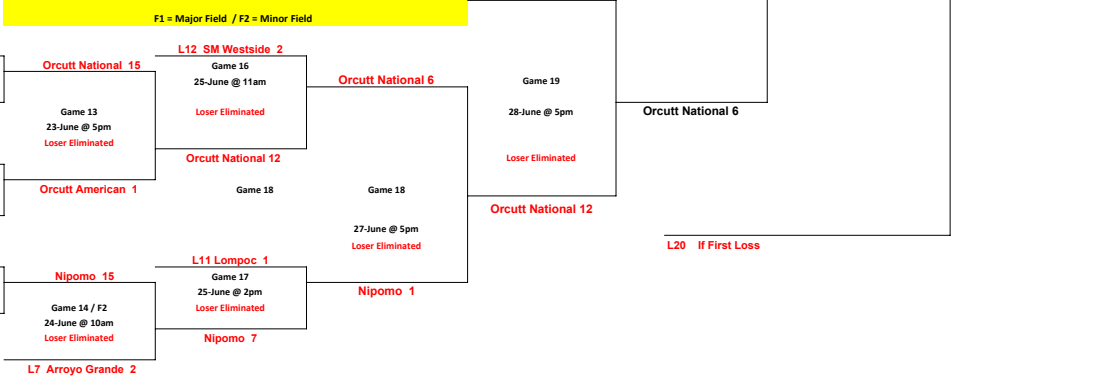 F1 = Major Field / F2 = Minor Field
L12 SM Westside 2
Orcutt National 15
Game 16
25-June @ 11am
Loser Eliminated
Orcutt National 6
Game 19
28-June @ 5pm
Loser Eliminated
Orcutt National 6
Game 13
23-June @ 5pm
Loser Eliminated
Orcutt National 12
Orcutt American 1
Game 18
Game 18
27-June @ 5pm
Loser Eliminated
Orcutt National 12
L20 If First Loss
L11 Lompoc 1
Nipomo 15
Game 17
25-June @ 2pm
Loser Eliminated
Nipomo 1
Game 14 / F2
24-June @ 10am
Loser Eliminated
Nipomo 7
L7 Arroyo Grande 2